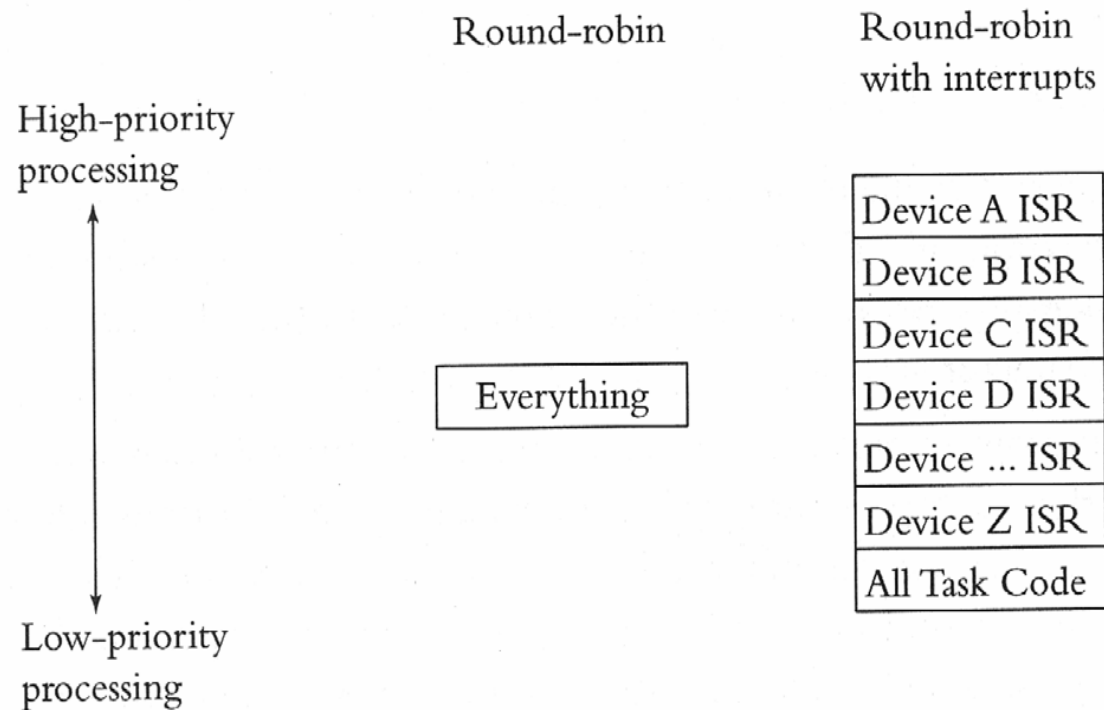 Round-robin
Round-robin
with interrupts
High-priority
processing
Device A ISR
Device B ISR
Device C ISR
Device D ISR
Everything
Device ... ISR
Device Z ISR
All Task Code
Low-priority
processing